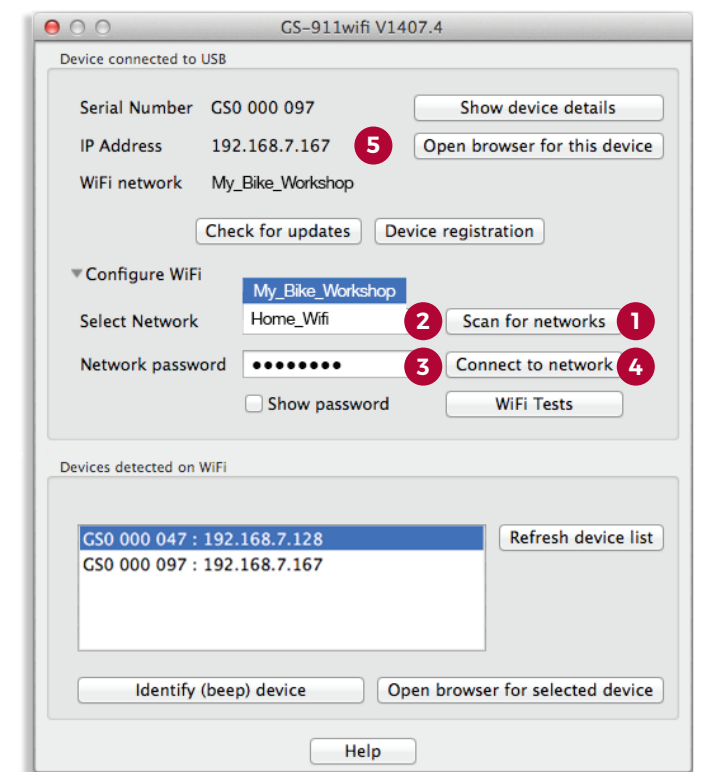 GS-911wifi V1407.4
Device connected to USB
Serial Number GS0 000 097 Show device details
IP Address 192.168.7.167 5 Open browser for this device
WiFi network My_Bike_Workshop
Check for updates Device registration
Configure WiFi
My_Bike_Workshop
Select Network Home_Wifi 2 Scan for networks 1
Network password ●●●●●●●● 3 Connect to network 4
Show password WiFi Tests
Devices detected on WiFi
GS0 000 047 : 192.168.7.128 Refresh device list
GS0 000 097 : 192.168.7.167
Identify (beep) device Open browser for selected device
Help